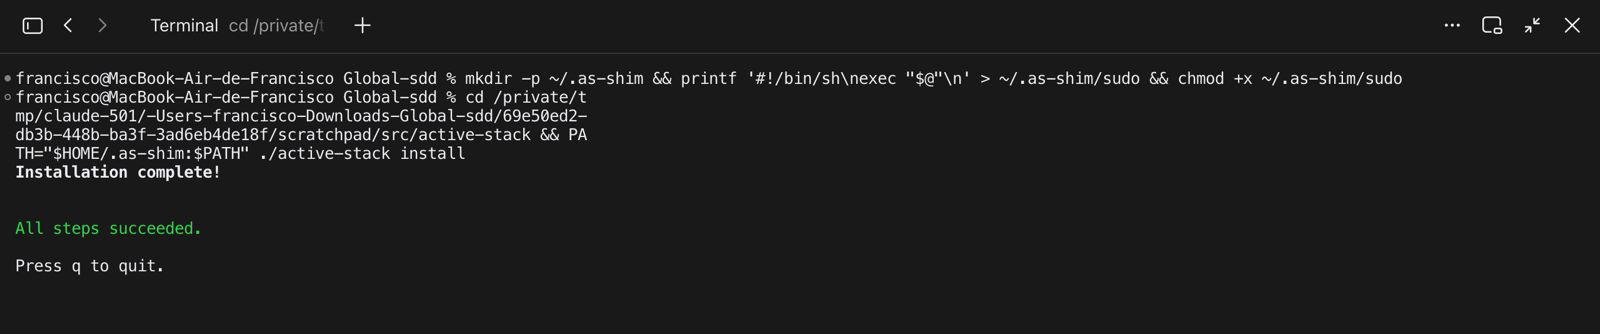 Terminal cd /private/t
francisco@MacBook-Air-de-Francisco Global-sdd % mkdir -p ~/.as-shim && printf '#!/bin/sh\nexec "$@"\n' > ~/.as-shim/sudo && chmod +x ~/.as-shim/sudo
francisco@MacBook-Air-de-Francisco Global-sdd % cd /private/t
mp/claude-501/-Users-francisco-Downloads-Global-sdd/69e50ed2-
db3b-448b-ba3f-3ad6eb4de18f/scratchpad/src/active-stack && PA
TH="$HOME/.as-shim:$PATH" ./active-stack install
Installation complete!
All steps succeeded.
Press q to quit.